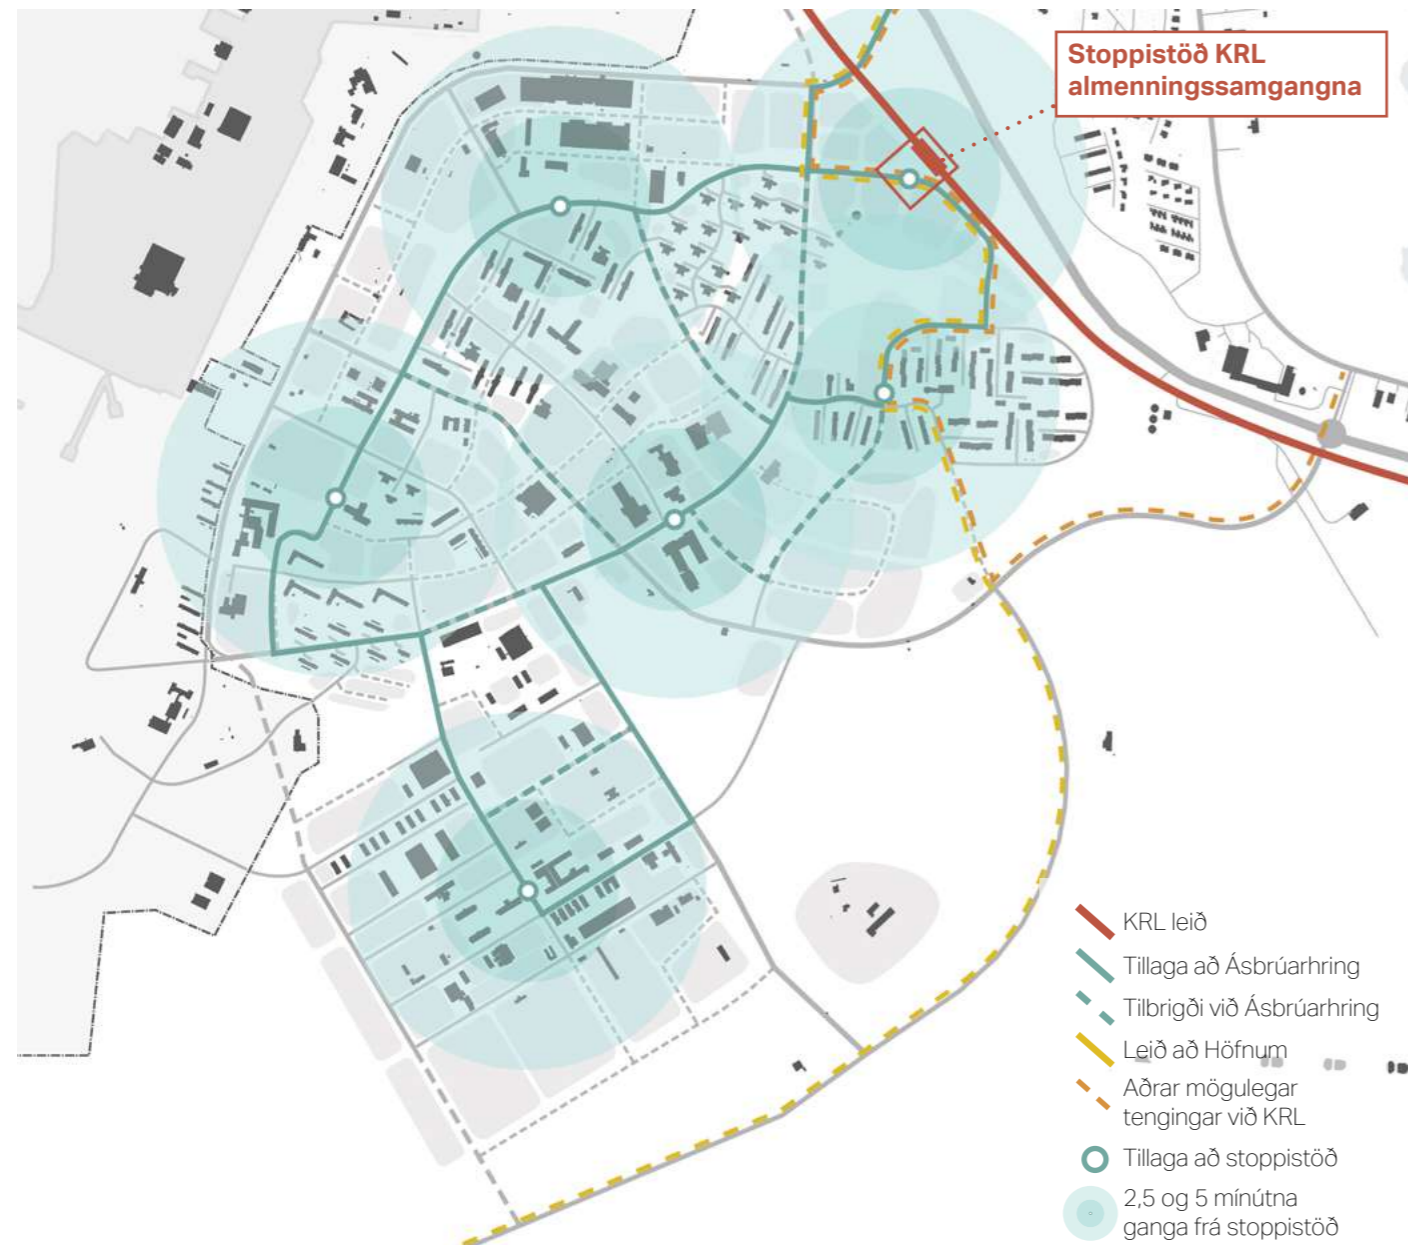 Stoppistöð KRL
almenningssamgangna
KRL leið
Tillaga að Ásbrúarhring
Tilbrigði við Ásbrúarhring
Leið að Höfnum
Aðrar mögulegar
tengingar við KRL
Tillaga að stoppistöð
2,5 og 5 mínútna
ganga frá stoppistöð